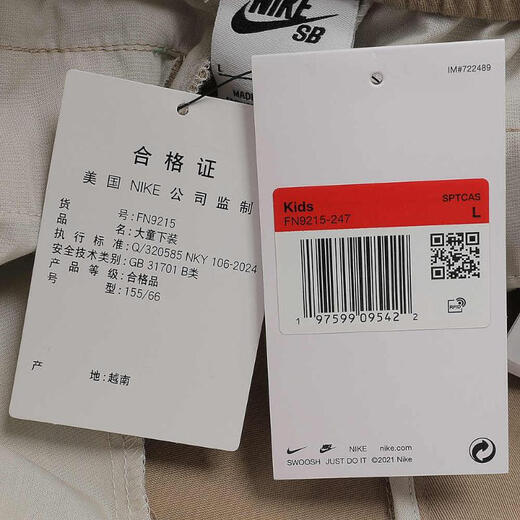 NIKE
SB
L
MADE
合格证
美国 NIKE 公司监制
货 号: FN9215
品 名: 大童下装
执行标准: Q/320585 NKY 106-2024
安全技术类别: GB 31701 B类
产品等级: 合格品
号 型: 155/66
产 地: 越南
IM#722489
SPTCAS
Kids
L
FN9215-247
1 97599 09542 2
RFID
NIKE nike.com
SWOOSH JUST DO IT ©2021 Nike